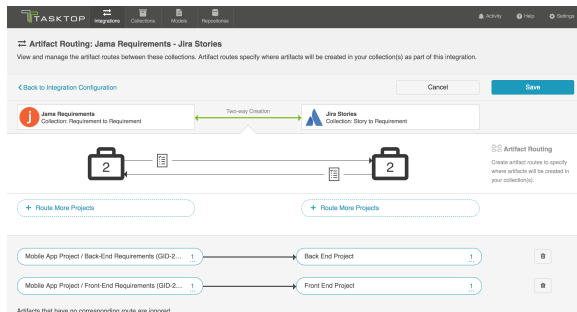 TASKTOP
Integrations
Collections
Models
Repositories
Activity
Help
Settings
Artifact Routing: Jama Requirements - Jira Stories
View and manage the artifact routes between these collections. Artifact routes specify where artifacts will be created in your collection(s) as part of this integration.
Back to Integration Configuration
Cancel
Save
Jama Requirements
Collection: Requirement to Requirement
Two-way Creation
Jira Stories
Collection: Story to Requirement
2
2
Artifact Routing
Create artifact routes to specify
where artifacts will be created in
your collection(s).
+ Route More Projects
+ Route More Projects
Mobile App Project / Back-End Requirements (GID-2... 1
Back End Project 1
Mobile App Project / Front-End Requirements (GID-2... 1
Front End Project 1
Artifacts that have no corresponding route are ignored